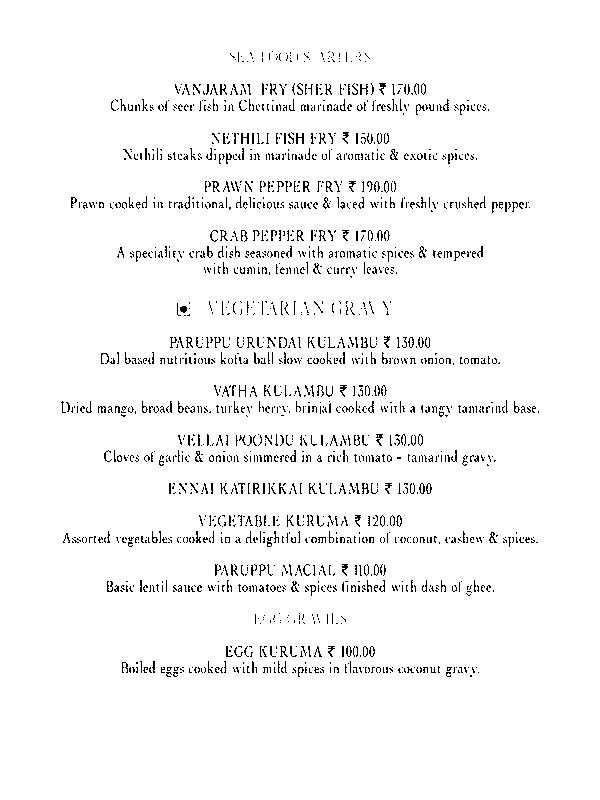 SEA FOOD STARTERS
VANJARAM FRY (SHER FISH) ₹ 170.00
Chunks of seer fish in Chettinad marinade of freshly pound spices.
NETHILI FISH FRY ₹ 150.00
Nethili steaks dipped in marinade of aromatic & exotic spices.
PRAWN PEPPER FRY ₹ 190.00
Prawn cooked in traditional, delicious sauce & laced with freshly crushed pepper.
CRAB PEPPER FRY ₹ 170.00
A speciality crab dish seasoned with aromatic spices & tempered
with cumin, fennel & curry leaves.
VEGETARIAN GRAVY
PARUPPU URUNDAI KULAMBU ₹ 130.00
Dal based nutritious kofta ball slow cooked with brown onion, tomato.
VATHA KULAMBU ₹ 130.00
Dried mango, broad beans, turkey berry, brinjal cooked with a tangy tamarind base.
VELLAI POONDU KULAMBU ₹ 130.00
Cloves of garlic & onion simmered in a rich tomato - tamarind gravy.
ENNAI KATIRIKKAI KULAMBU ₹ 130.00
VEGETABLE KURUMA ₹ 120.00
Assorted vegetables cooked in a delightful combination of coconut, cashew & spices.
PARUPPU MACIAL ₹ 110.00
Basic lentil sauce with tomatoes & spices finished with dash of ghee.
EGG GRAVIES
EGG KURUMA ₹ 100.00
Boiled eggs cooked with mild spices in flavorous coconut gravy.